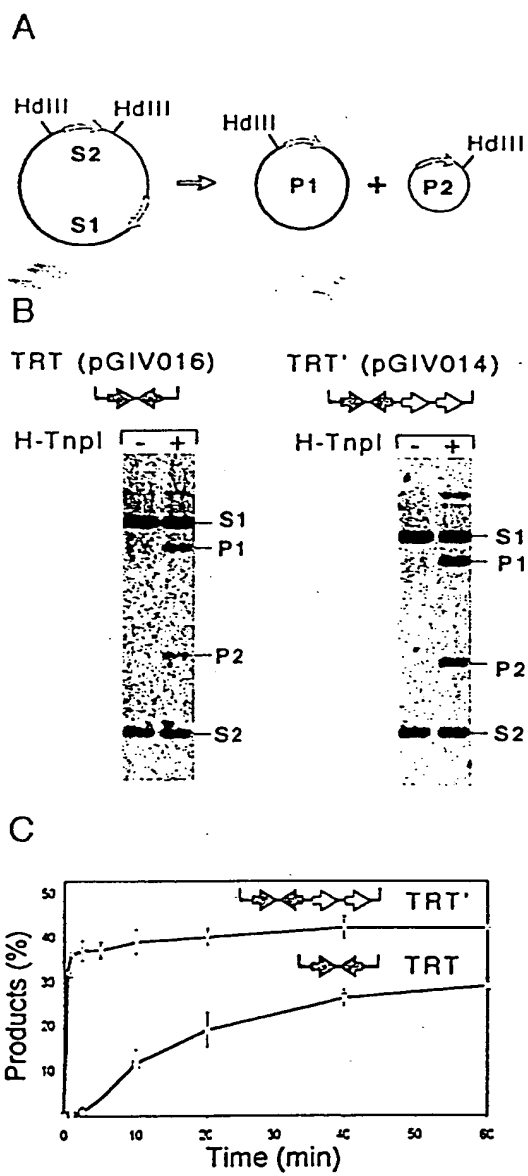 A
HdIII HdIII
S2
S1
HdIII
P1
+
P2
HdIII
B
TRT (pGIV016)
TRT' (pGIV014)
H-TnpI - +
- +
S1
P1
P2
S2
S1
P1
P2
S2
C
Products (%)
50
40
30
20
10
0
TRT'
TRT
0 10 20 30 40 50 60
Time (min)